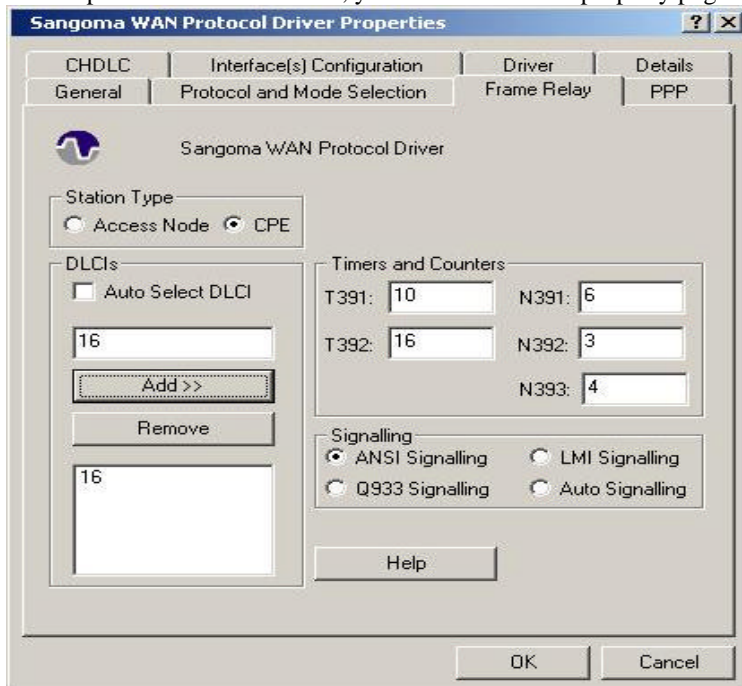 Sangoma WAN Protocol Driver Properties
CHDLC Interface(s) Configuration Driver Details
General Protocol and Mode Selection Frame Relay PPP
Sangoma WAN Protocol Driver
Station Type
Access Node CPE
DLCIs
Auto Select DLCI
16
Add >>
Remove
16
Timers and Counters
T391: 10 N391: 6
T392: 16 N392: 3
N393: 4
Signalling
ANSI Signalling LMI Signalling
Q933 Signalling Auto Signalling
Help
OK Cancel